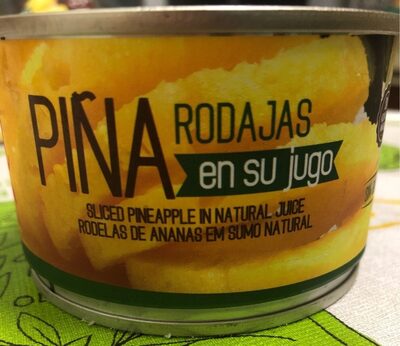 PIÑA RODAJAS
en su jugo
SLICED PINEAPPLE IN NATURAL JUICE
RODELAS DE ANANAS EM SUMO NATURAL